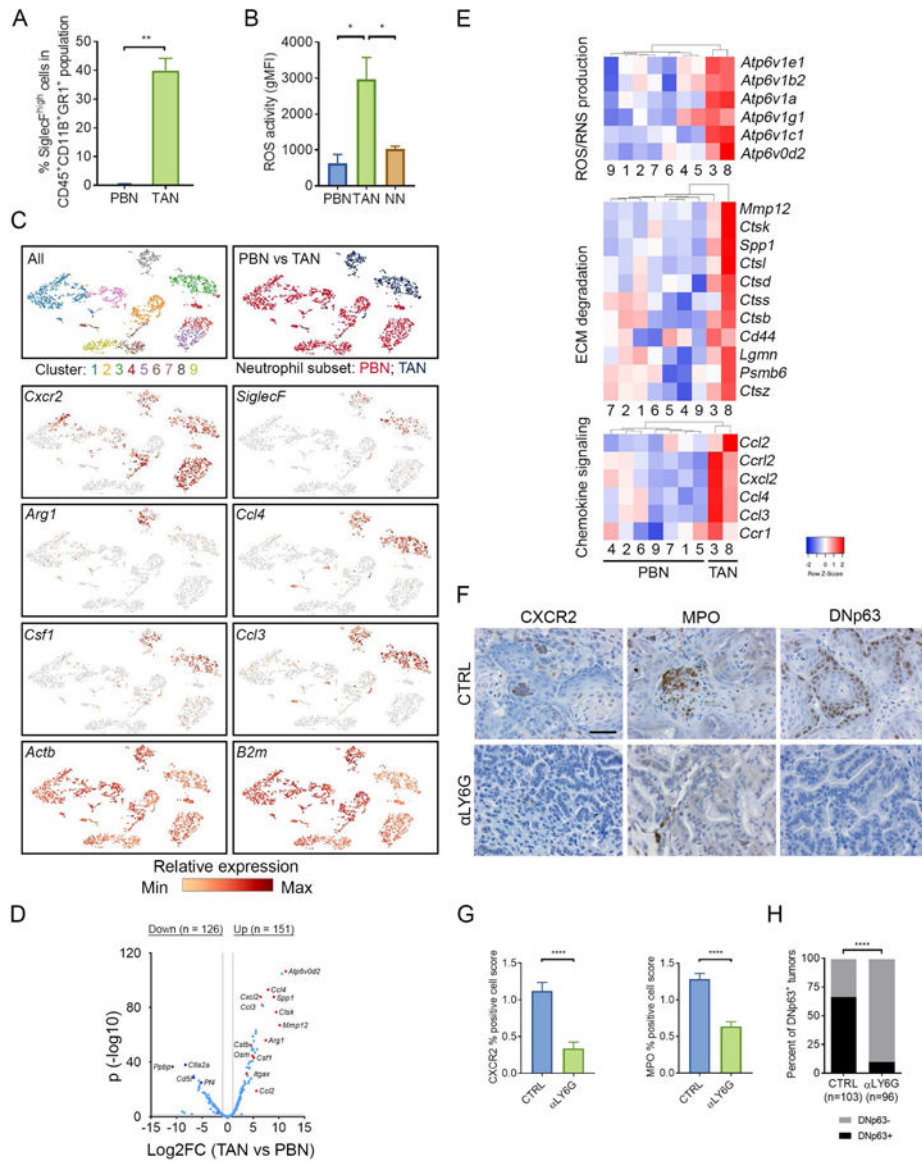 A
% SiglecFhigh cells in
CD45+CD11B+GR1+ population
50
40
30
20
10
0
**
PBN TAN
B
ROS activity (gMFI)
4000
3000
2000
1000
0
* *
PBN TAN NN
C
All
PBN vs TAN
Cluster: 1 2 3 4 5 6 7 8 9
Neutrophil subset: PBN; TAN
Cxcr2
SiglecF
Arg1
Ccl4
Csf1
Ccl3
Actb
B2m
Relative expression
Min Max
D
Down (n = 126) Up (n = 151)
p (-log10)
120
80
40
0
Atp6v0d2
Ccl4
Cxcl2
Spp1
Ccl3
Ctsk
Mmp12
Arg1
Catb
Osm
Csf1
Itgax
Ccl2
Ppbp
Ctla2a
Cd5l
Pf4
-15 -10 -5 0 5 10 15
Log2FC (TAN vs PBN)
E
ROS/RNS production
Atp6v1e1
Atp6v1b2
Atp6v1a
Atp6v1g1
Atp6v1c1
Atp6v0d2
9 1 2 7 6 4 5 3 8
ECM degradation
Mmp12
Ctsk
Spp1
Ctsl
Ctsd
Ctss
Ctsb
Cd44
Lgmn
Psmb6
Ctsz
7 2 1 6 5 4 9 3 8
Chemokine signaling
Ccl2
Ccrl2
Cxcl2
Ccl4
Ccl3
Ccr1
4 2 6 9 7 1 5 3 8
PBN TAN
-2 0 1 2
Row Z-Score
F
CXCR2 MPO DNp63
CTRL
αLY6G
G
CXCR2 % positive cell score
1.5
1.0
0.5
0.0
****
CTRL
αLY6G
MPO % positive cell score
1.5
1.0
0.5
0.0
****
CTRL
αLY6G
H
Percent of DNp63+ tumors
100
75
50
25
0
****
CTRL αLY6G
(n=103) (n=96)
DNp63-
DNp63+